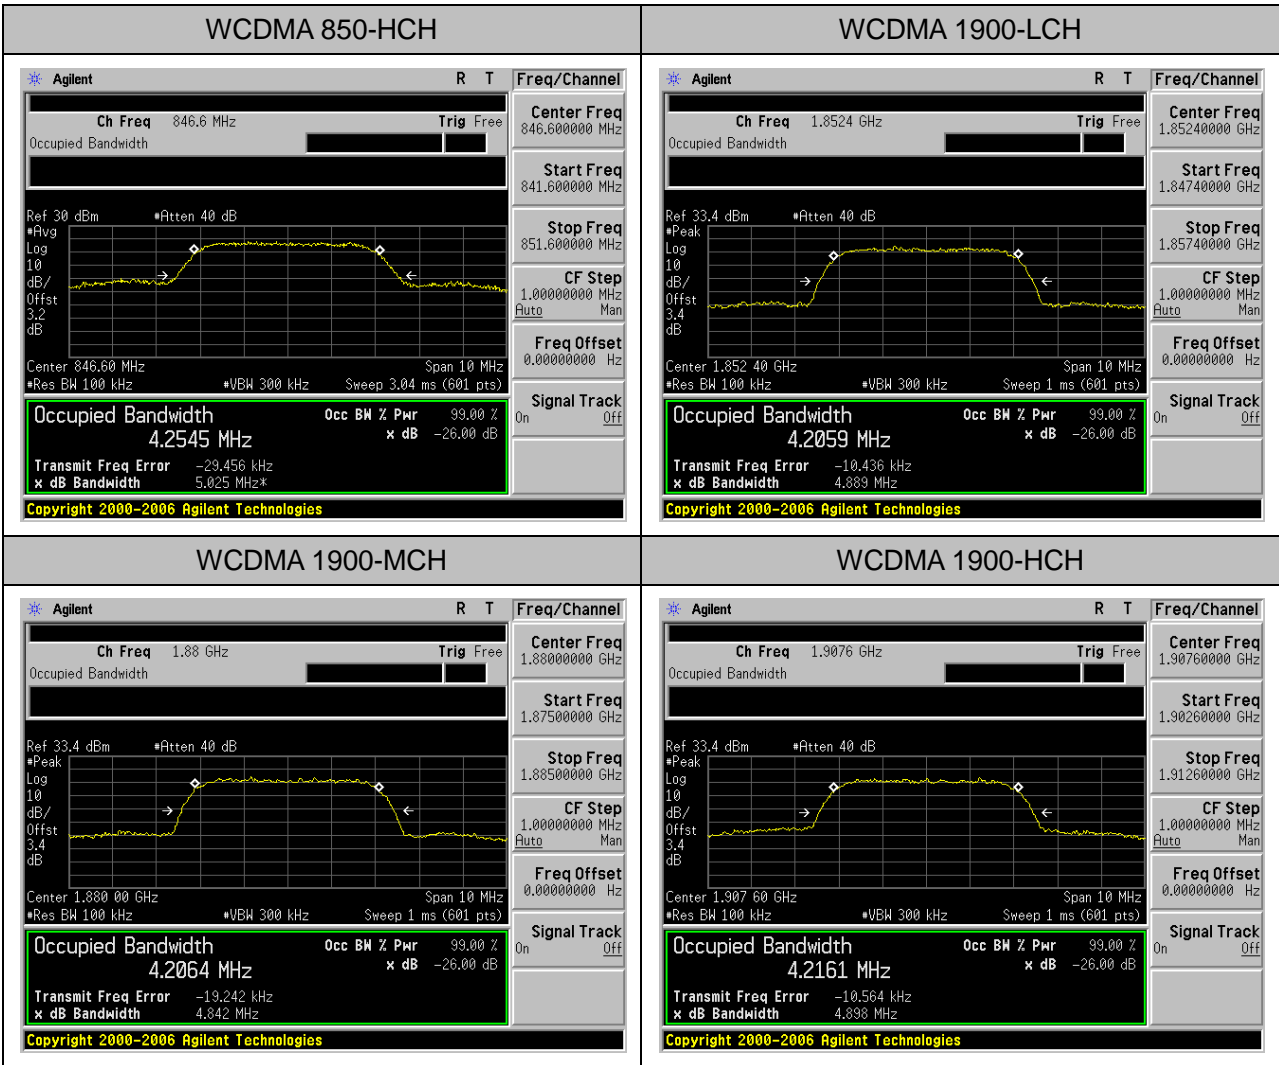 WCDMA 850-HCH
WCDMA 1900-LCH
Agilent R T Freq/Channel
Ch Freq 846.6 MHz Trig Free
Occupied Bandwidth
Center Freq
846.600000 MHz
Start Freq
841.600000 MHz
Stop Freq
851.600000 MHz
CF Step
1.00000000 MHz
Auto Man
Freq Offset
0.00000000 Hz
Signal Track
On Off
Ref 30 dBm #Atten 40 dB
#Avg
Log
10
dB/
Offst
3.2
dB
Center 846.60 MHz Span 10 MHz
#Res BW 100 kHz #VBW 300 kHz Sweep 3.04 ms (601 pts)
Occupied Bandwidth Occ BW % Pwr 99.00 %
4.2545 MHz x dB -26.00 dB
Transmit Freq Error -29.456 kHz
x dB Bandwidth 5.025 MHz*
Copyright 2000-2006 Agilent Technologies
Agilent R T Freq/Channel
Ch Freq 1.8524 GHz Trig Free
Occupied Bandwidth
Center Freq
1.85240000 GHz
Start Freq
1.84740000 GHz
Stop Freq
1.85740000 GHz
CF Step
1.00000000 MHz
Auto Man
Freq Offset
0.00000000 Hz
Signal Track
On Off
Ref 33.4 dBm #Atten 40 dB
#Peak
Log
10
dB/
Offst
3.4
dB
Center 1.852 40 GHz Span 10 MHz
#Res BW 100 kHz #VBW 300 kHz Sweep 1 ms (601 pts)
Occupied Bandwidth Occ BW % Pwr 99.00 %
4.2059 MHz x dB -26.00 dB
Transmit Freq Error -10.436 kHz
x dB Bandwidth 4.889 MHz
Copyright 2000-2006 Agilent Technologies
WCDMA 1900-MCH
WCDMA 1900-HCH
Agilent R T Freq/Channel
Ch Freq 1.88 GHz Trig Free
Occupied Bandwidth
Center Freq
1.88000000 GHz
Start Freq
1.87500000 GHz
Stop Freq
1.88500000 GHz
CF Step
1.00000000 MHz
Auto Man
Freq Offset
0.00000000 Hz
Signal Track
On Off
Ref 33.4 dBm #Atten 40 dB
#Peak
Log
10
dB/
Offst
3.4
dB
Center 1.880 00 GHz Span 10 MHz
#Res BW 100 kHz #VBW 300 kHz Sweep 1 ms (601 pts)
Occupied Bandwidth Occ BW % Pwr 99.00 %
4.2064 MHz x dB -26.00 dB
Transmit Freq Error -19.242 kHz
x dB Bandwidth 4.842 MHz
Copyright 2000-2006 Agilent Technologies
Agilent R T Freq/Channel
Ch Freq 1.9076 GHz Trig Free
Occupied Bandwidth
Center Freq
1.90760000 GHz
Start Freq
1.90260000 GHz
Stop Freq
1.91260000 GHz
CF Step
1.00000000 MHz
Auto Man
Freq Offset
0.00000000 Hz
Signal Track
On Off
Ref 33.4 dBm #Atten 40 dB
#Peak
Log
10
dB/
Offst
3.4
dB
Center 1.907 60 GHz Span 10 MHz
#Res BW 100 kHz #VBW 300 kHz Sweep 1 ms (601 pts)
Occupied Bandwidth Occ BW % Pwr 99.00 %
4.2161 MHz x dB -26.00 dB
Transmit Freq Error -10.564 kHz
x dB Bandwidth 4.898 MHz
Copyright 2000-2006 Agilent Technologies